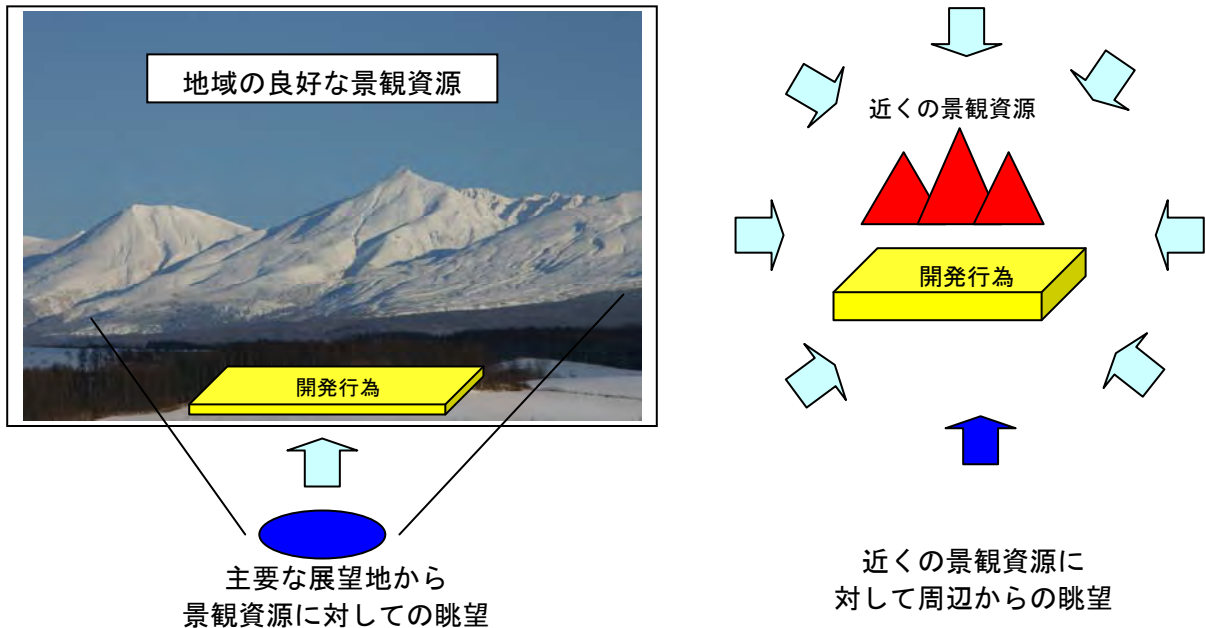 地域の良好な景観資源
開発行為
主要な展望地から
景観資源に対しての眺望
近くの景観資源
開発行為
近くの景観資源に
対して周辺からの眺望